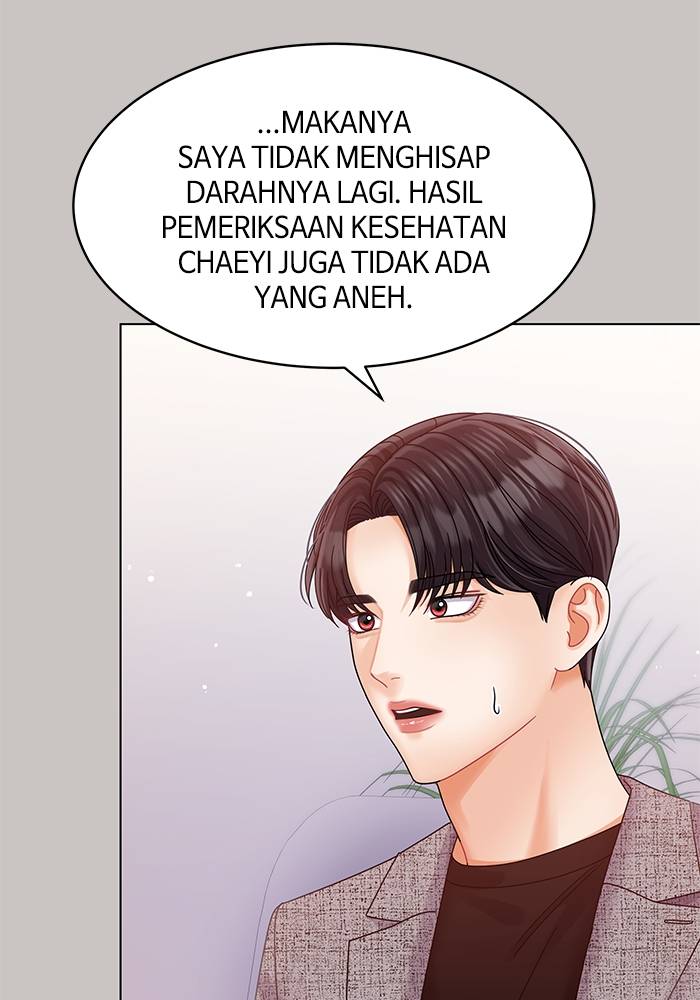 ...MAKANYA
SAYA TIDAK MENGHISAP
DARAHNYA LAGI. HASIL
PEMERIKSAAN KESEHATAN
CHAEYI JUGA TIDAK ADA
YANG ANEH.